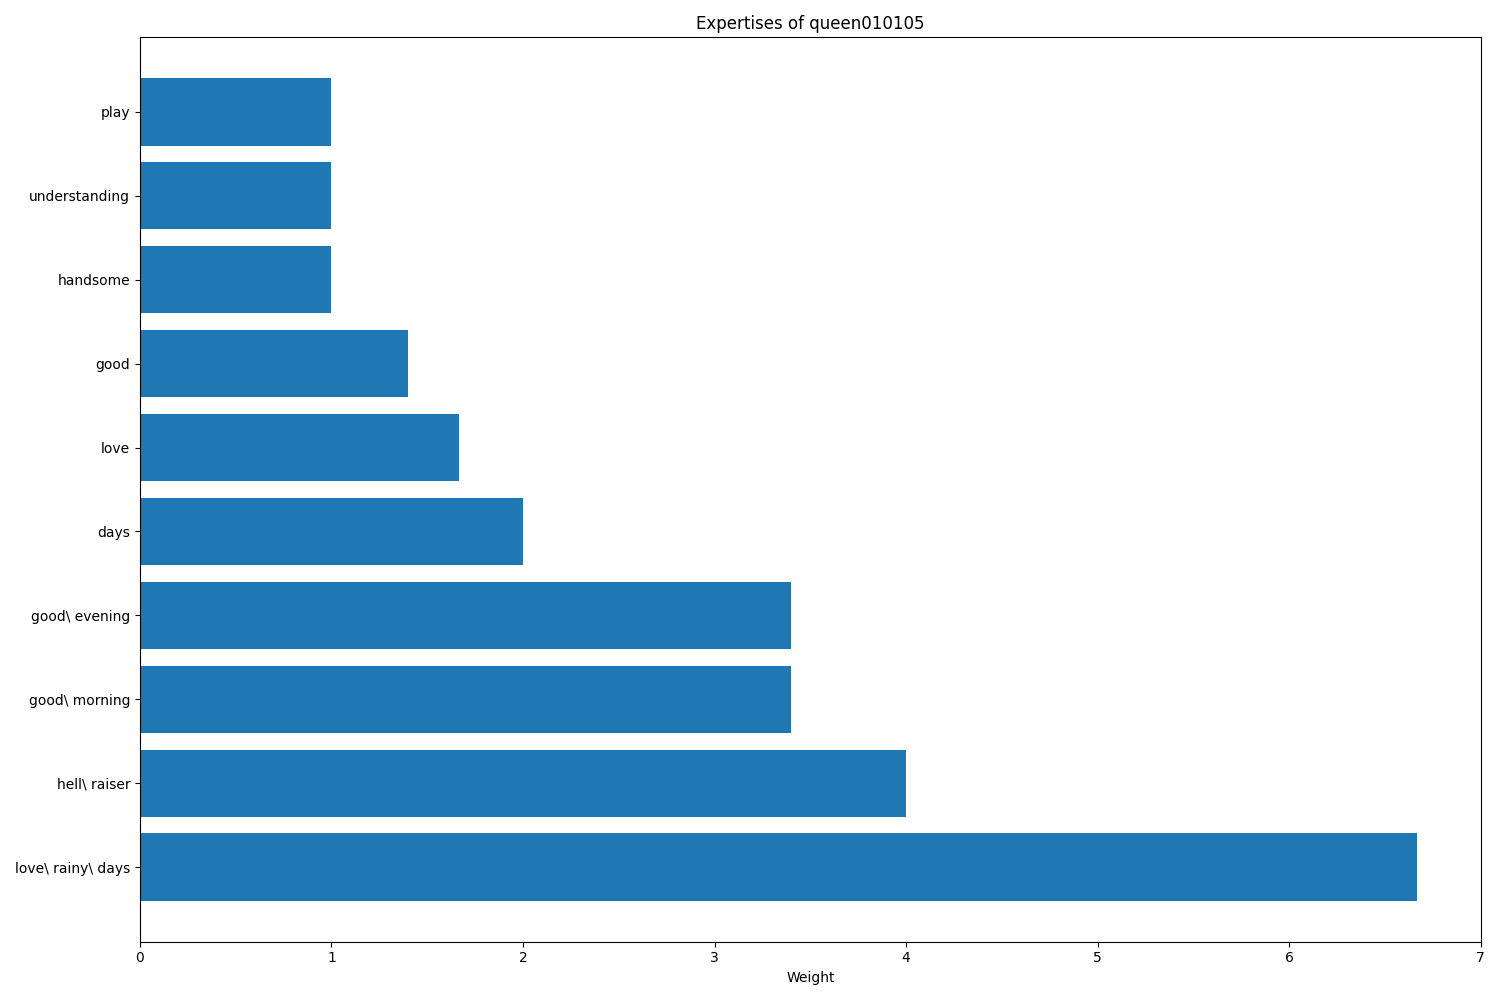 Expertises of queen010105
play
understanding
handsome
good
love
days
good\ evening
good\ morning
hell\ raiser
love\ rainy\ days
0 1 2 3 4 5 6 7
Weight